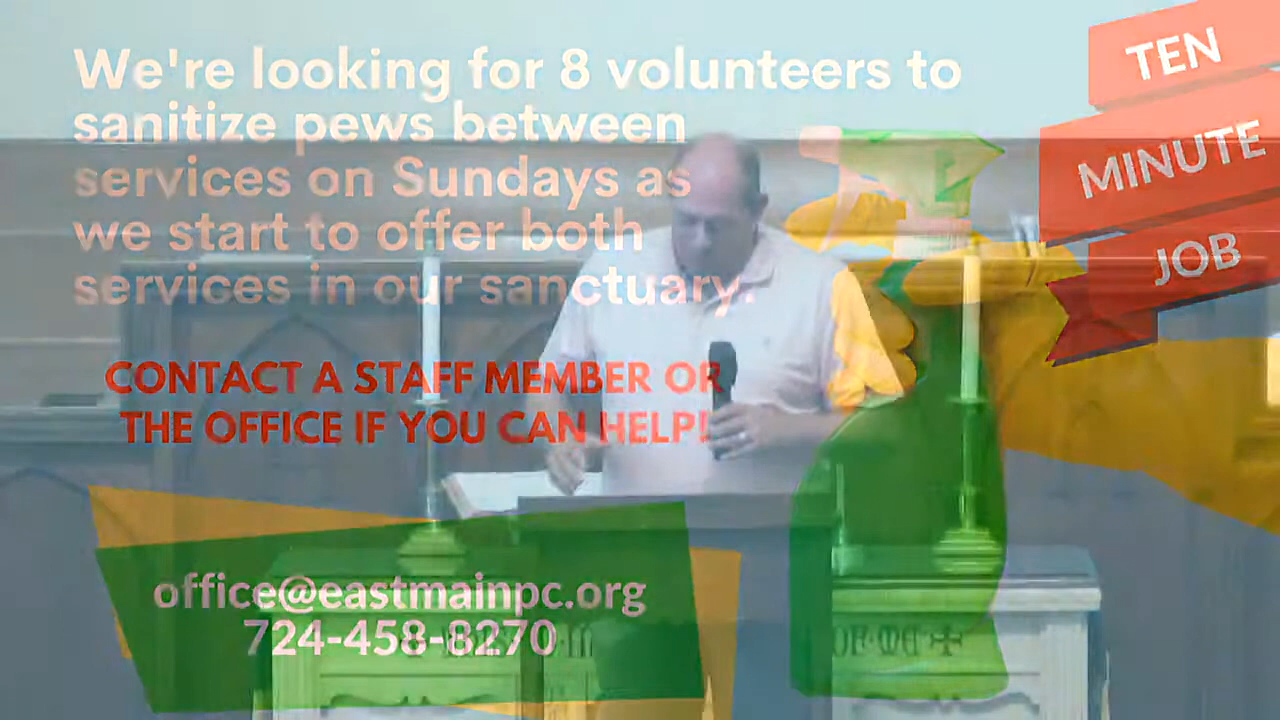 We're looking for 8 volunteers to
sanitize pews between
services on Sundays as
we start to offer both
services in our sanctuary.
CONTACT A STAFF MEMBER OR
THE OFFICE IF YOU CAN HELP!
office@eastmainpc.org
724-458-8270
TEN
MINUTE
JOB